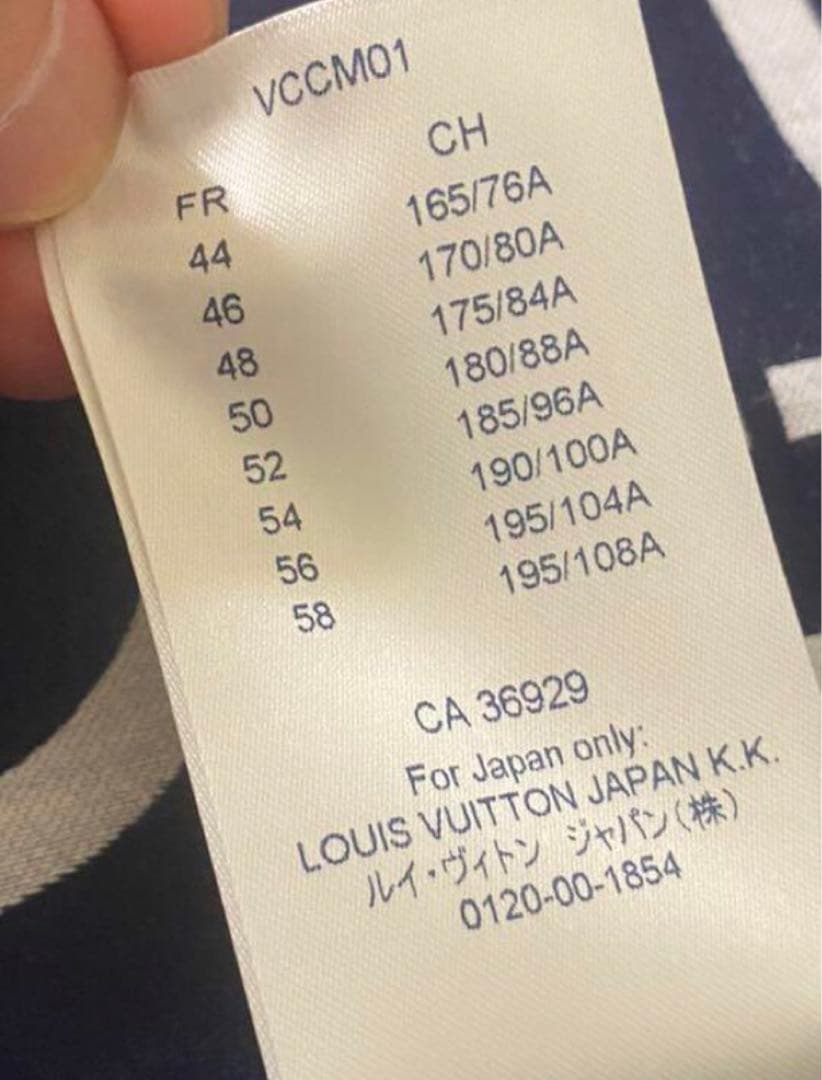 VCCM01
FR CH
44 165/76A
46 170/80A
48 175/84A
50 180/88A
52 185/96A
54 190/100A
56 195/104A
58 195/108A
CA 36929
For Japan only:
LOUIS VUITTON JAPAN K.K.
ルイ・ヴィトン ジャパン(株)
0120-00-1854